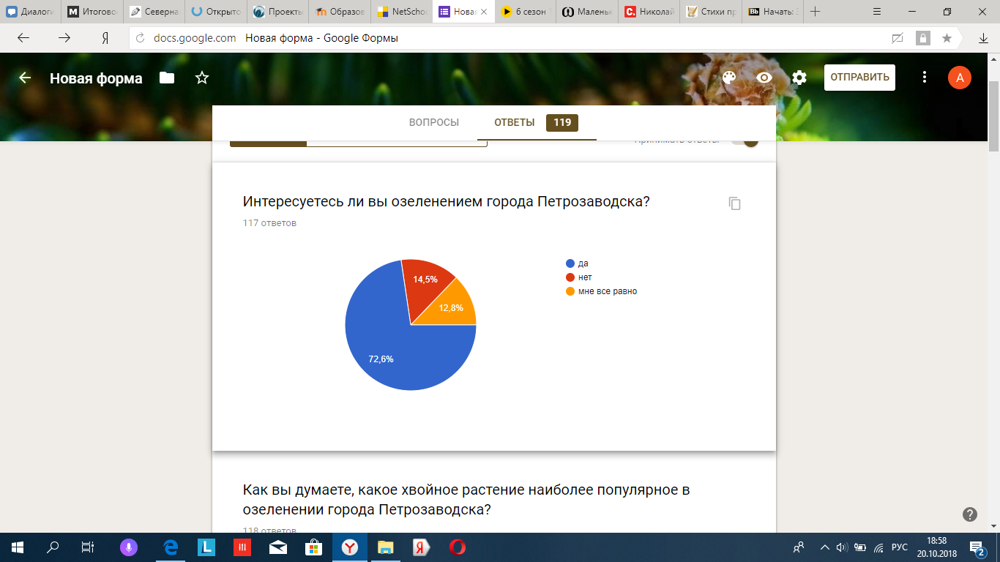 Диалоги
Итогово
Северна
Открыто
Проекты
Образов
NetSchoo
Новая
6 сезон
Маленьк
Николай
Стихи пр
Начать:
Я docs.google.com Новая форма - Google Формы
Новая форма
ОТПРАВИТЬ
А
ВОПРОСЫ
ОТВЕТЫ 119
Принимать ответы
Интересуетесь ли вы озеленением города Петрозаводска?
117 ответов
да
нет
мне все равно
14,5%
12,8%
72,6%
Как вы думаете, какое хвойное растение наиболее популярное в
озеленении города Петрозаводска?
118 ответов
РУС
18:58
20.10.2018
2